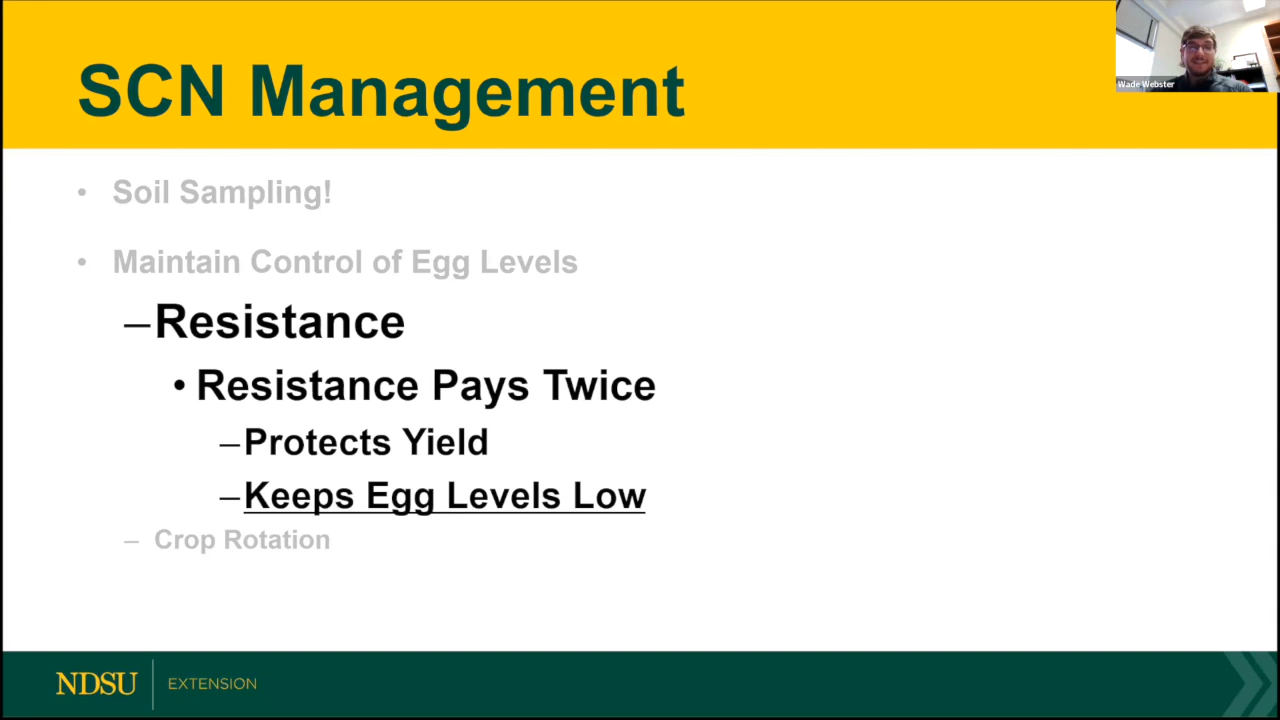 SCN Management
Wade Webster
• Soil Sampling!
• Maintain Control of Egg Levels
–Resistance
• Resistance Pays Twice
–Protects Yield
–Keeps Egg Levels Low
– Crop Rotation
NDSU EXTENSION